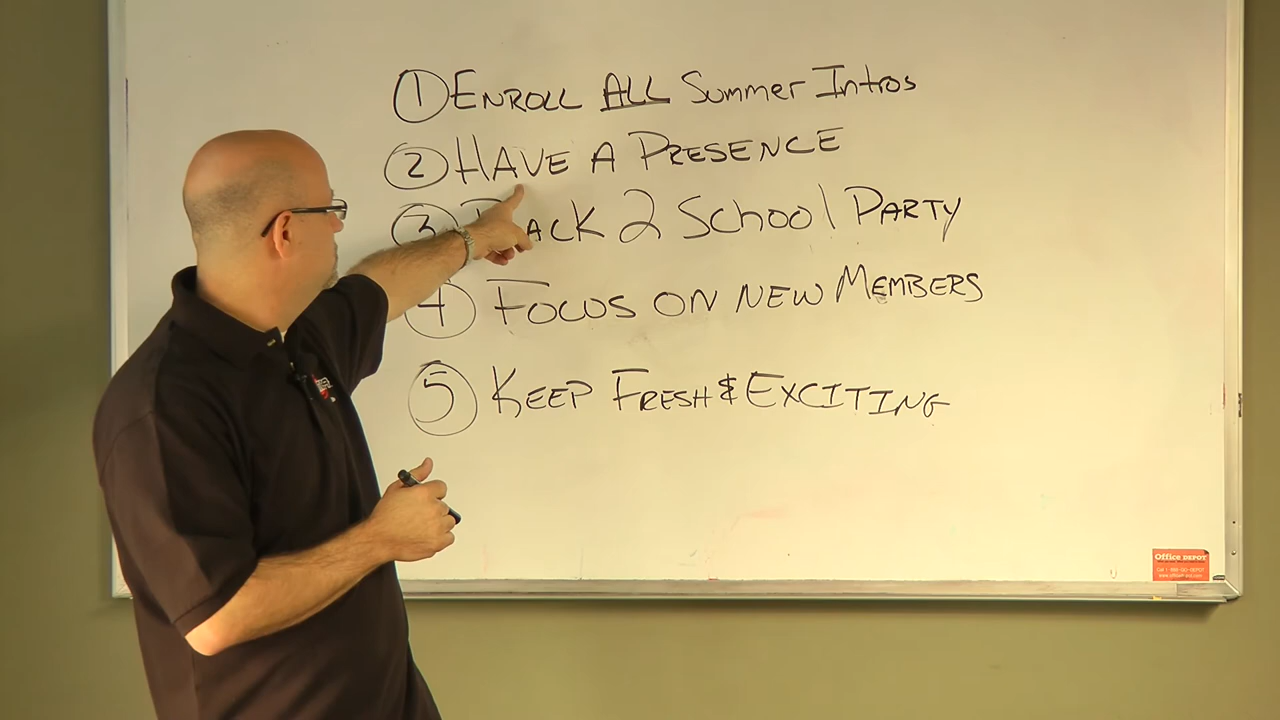 ① ENROLL ALL Summer Intros
② HAVE A PRESENCE
③ BACK 2 School PARTY
④ FOCUS ON NEW MEMBERS
⑤ KEEP FRESH & EXCITING
Office DEPOT